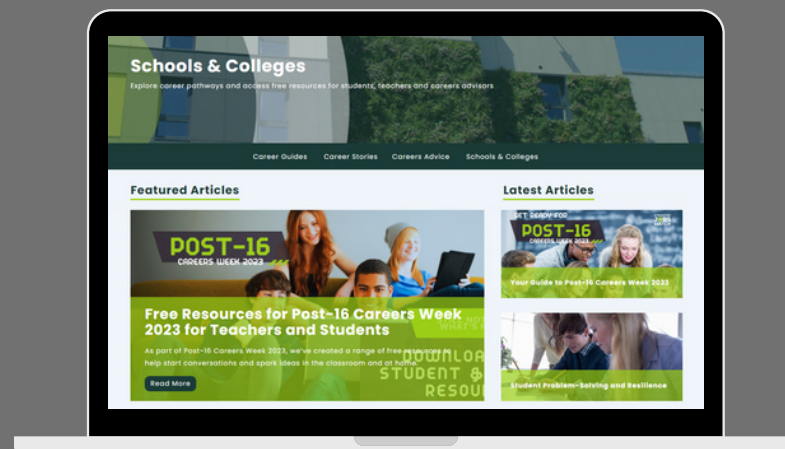 Schools & Colleges
Explore career pathways and access free resources for students, teachers and careers advisors
Career Guides Career Stories Careers Advice Schools & Colleges
Featured Articles
POST-16
CAREERS WEEK 2023
Free Resources for Post-16 Careers Week
2023 for Teachers and Students
As part of Post-16 Careers Week 2023, we've created a range of free resources to
help start conversations and spark ideas in the classroom and at home.
DOWNLOA
STUDENT &
RESOU
Read More
Latest Articles
GET READY FOR
POST-16
CAREERS WEEK 2023
Your Guide to Post-16 Careers Week 2023
Student Problem-Solving and Resilience